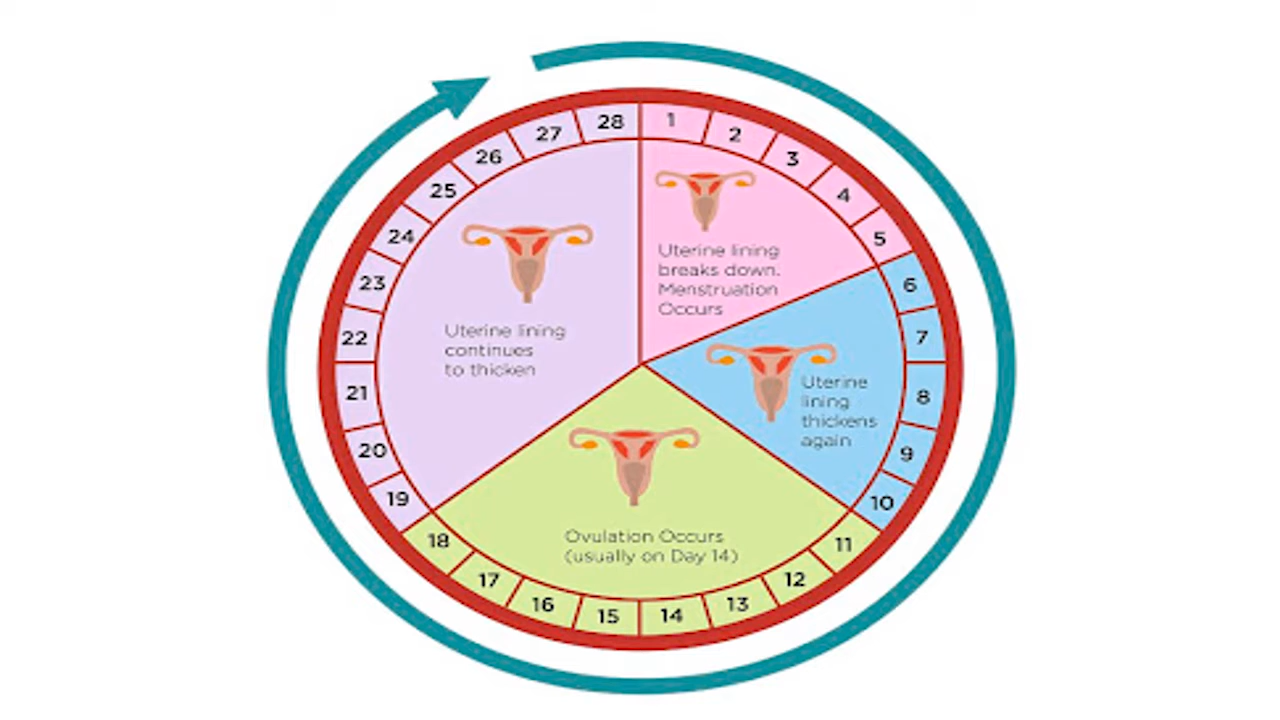 1
2
3
4
5
6
7
8
9
10
11
12
13
14
15
16
17
18
19
20
21
22
23
24
25
26
27
28
Uterine lining
breaks down.
Menstruation
Occurs
Uterine
lining
thickens
again
Ovulation Occurs
(usually on Day 14)
Uterine lining
continues
to thicken